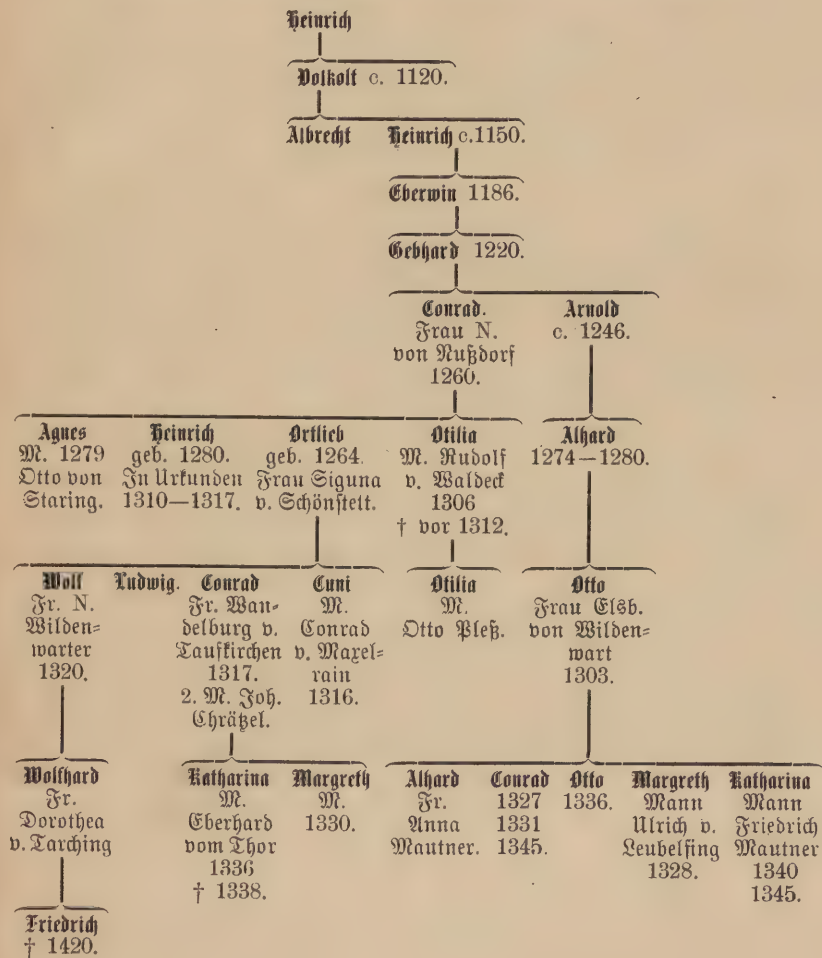 Heinrich
Volkolt c. 1120.
Albrecht Heinrich c. 1150.
Eberwin 1186.
Gebhard 1220.
Conrad. Arnold
Frau N. c. 1246.
von Nußdorf
1260.
Agnes Heinrich Ortlieb Otilia Alhard
M. 1279 geb. 1280. geb. 1264. M. Rudolf 1274–1280.
Otto von In Urkunden Frau Siguna v. Waldeck
Staring. 1310—1317. v. Schönstett. 1306
† vor 1312.
Wolf Ludwig. Conrad Cuni Otilia Otto
Fr. N. Fr. Wan- M. M. Frau Elsb.
Wilden- delburg v. Conrad Otto Pleß. von Wilden-
warter Taufkirchen v. Maxel- wart
1320. 1317. rain 1303.
2. M. Joh. 1316.
Chrätzel.
Wolfhard Katharina Margreth Alhard Conrad Otto Margreth Katharina
Fr. M. M. Fr. 1327 1336. Mann Mann
Dorothea Eberhard 1330. Anna 1331 Ulrich v. Friedrich
v. Tarching vom Thor Mautner. 1345. Leubelfing Mautner
1336 1328. 1340
† 1338. 1345.
Friedrich
† 1420.